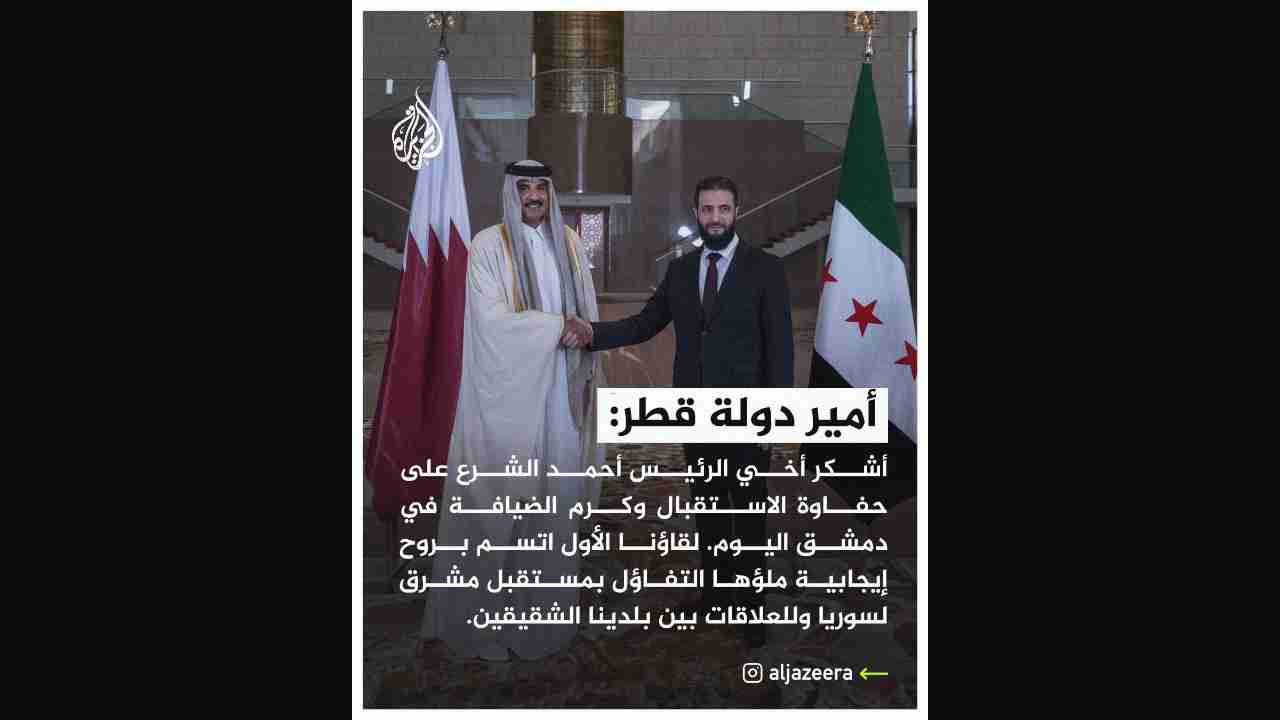 الجزيرة
أمير دولة قطر:
أشكر أخي الرئيس أحمد الشرع على
حفاوة الاستقبال وكرم الضيافة في
دمشق اليوم. لقاؤنا الأول اتسم بروح
إيجابية ملؤها التفاؤل بمستقبل مشرق
لسوريا وللعلاقات بين بلدينا الشقيقين.
aljazeera